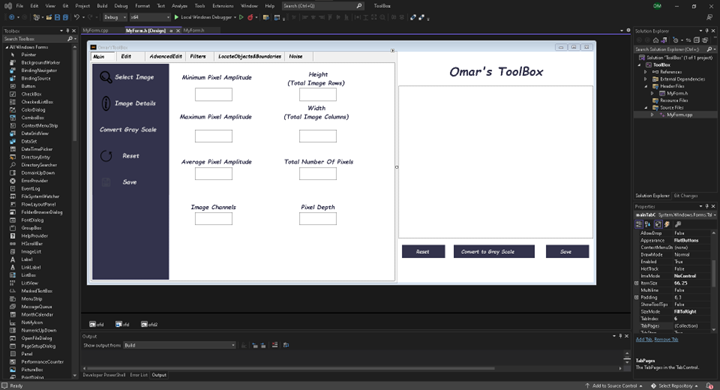 File Edit View Git Project Build Debug Format Test Analyze Tools Extensions Window Help Search ToolBox
Debug x64 Local Windows Debugger
Toolbox
Search Toolbox
All Windows Forms
Pointer
BackgroundWorker
BindingNavigator
BindingSource
Button
CheckBox
CheckedListBox
ColorDialog
ComboBox
ContextMenuStrip
DataGridView
DataSet
DateTimePicker
DirectoryEntry
DirectorySearcher
DomainUpDown
ErrorProvider
EventLog
FileSystemWatcher
FlowLayoutPanel
FolderBrowserDialog
FontDialog
GroupBox
HelpProvider
HScrollBar
ImageList
Label
LinkLabel
ListBox
ListView
MaskedTextBox
MenuStrip
MessageQueue
MonthCalendar
NotifyIcon
NumericUpDown
OpenFileDialog
PageSetupDialog
Panel
PerformanceCounter
PictureBox
MyForm.cpp MyForm.h [Design] MyForm.h
Omar'sToolBox
Main Edit AdvancedEdit Filters LocateObjects&Boundaries Noise
Select Image
Image Details
Convert Gray Scale
Reset
Save
Minimum Pixel Amplitude
Height
(Total Image Rows)
Maximum Pixel Amplitude
Width
(Total Image Columns)
Average Pixel Amplitude
Total Number Of Pixels
Image Channels
Pixel Depth
Omar's ToolBox
Reset Convert to Gray Scale Save
ofd sfd ofd2
Output
Show output from: Build
Developer PowerShell Error List Output
Solution Explorer
Search Solution Explorer
Solution 'ToolBox' (1 of 1 project)
ToolBox
References
External Dependencies
Header Files
MyForm.h
Resource Files
Source Files
MyForm.cpp
Solution Explorer Git Changes
Properties
System.Windows.Forms.Tab
AllowDrop False
Appearance FlatButtons
ContextMenuStrip (none)
DrawMode Normal
Enabled True
HotTrack False
ImeMode NoControl
ItemSize 66, 25
Multiline False
Padding 6, 3
ShowToolTips False
SizeMode FillToRight
TabIndex 6
TabPages (Collection)
Add Tab, Remove Tab
TabPages
The TabPages in the TabControl.
Ready Add to Source Control Select Repository